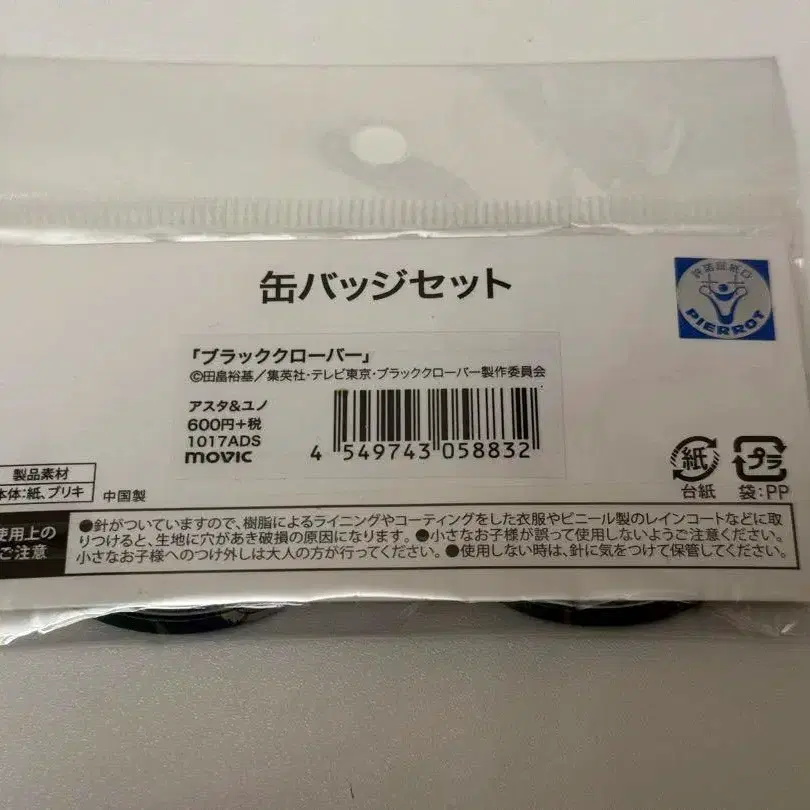 缶バッジセット
許諾証紙
PIERROT
「ブラッククローバー」
©田畠裕基／集英社・テレビ東京・ブラッククローバー製作委員会
アスタ&ユノ
600円+税
1017ADS
movic
4 549743 058832
紙
台紙
プラ
袋:PP
製品素材
本体:紙、ブリキ
中国製
使用上の
ご注意
●針がついていますので、樹脂によるライニングやコーティングをした衣服やビニール製のレインコートなどに取
りつけると、生地に穴があき破損の原因になります。●小さなお子様が誤って使用しないようご注意ください。
小さなお子様へのつけ外しは大人の方が行ってください。●使用しない時は、針に気をつけて保管してください。